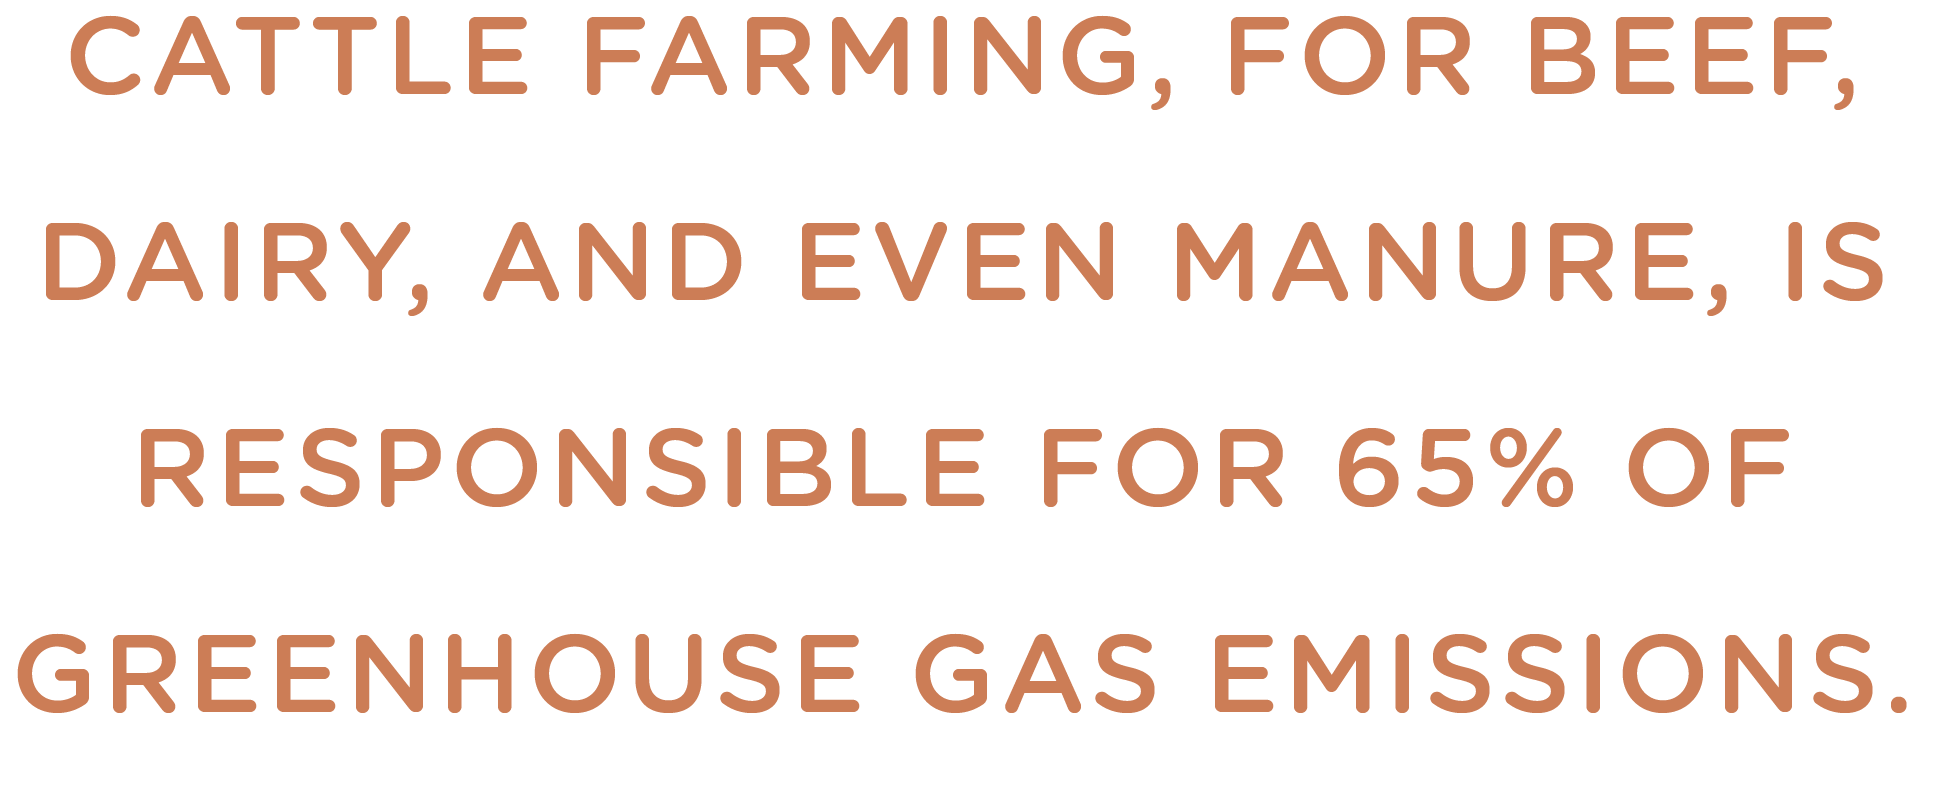 CATTLE FARMING, FOR BEEF,
DAIRY, AND EVEN MANURE, IS
RESPONSIBLE FOR 65% OF
GREENHOUSE GAS EMISSIONS.